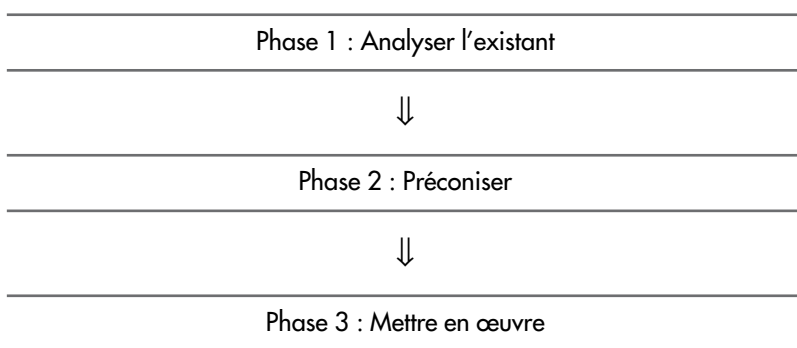 Phase 1 : Analyser l’existant
⇓
Phase 2 : Préconiser
⇓
Phase 3 : Mettre en œuvre